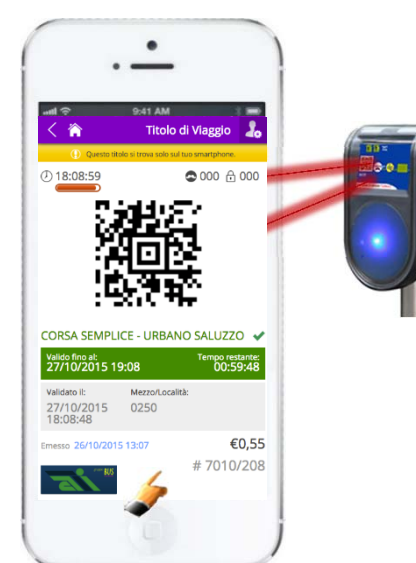 9:41 AM
Titolo di Viaggio
Questo titolo si trova solo sul tuo smartphone.
18:08:59 000 000
CORSA SEMPLICE - URBANO SALUZZO
Valido fino al: Tempo restante:
27/10/2015 19:08 00:59:48
Validato il: Mezzo/Località:
27/10/2015 0250
18:08:48
Emesso 26/10/2015 13:07 €0,55
# 7010/208
BUS